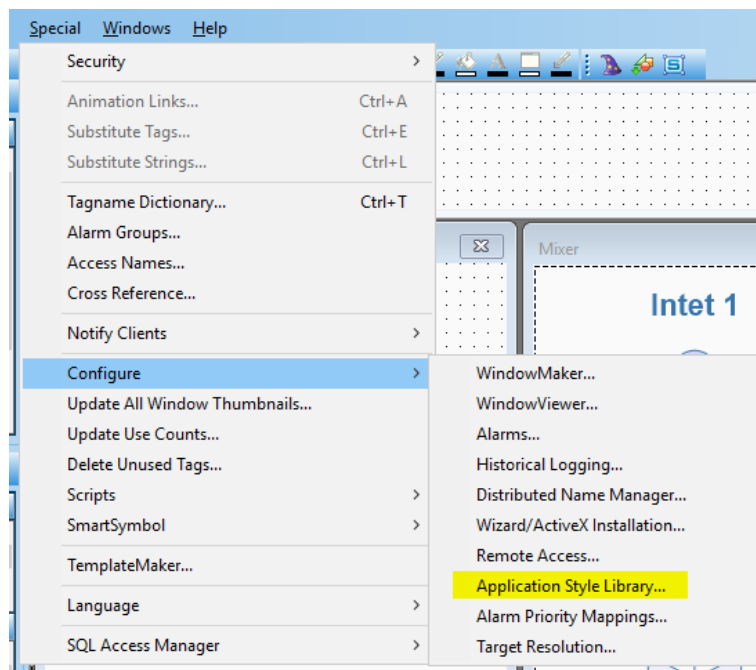 Special Windows Help
Security
Animation Links... Ctrl+A
Substitute Tags... Ctrl+E
Substitute Strings... Ctrl+L
Tagname Dictionary... Ctrl+T
Alarm Groups...
Access Names...
Cross Reference...
Notify Clients
Configure
Update All Window Thumbnails...
Update Use Counts...
Delete Unused Tags...
Scripts
SmartSymbol
TemplateMaker...
Language
SQL Access Manager
Mixer
Intet 1
WindowMaker...
WindowViewer...
Alarms...
Historical Logging...
Distributed Name Manager...
Wizard/ActiveX Installation...
Remote Access...
Application Style Library...
Alarm Priority Mappings...
Target Resolution...